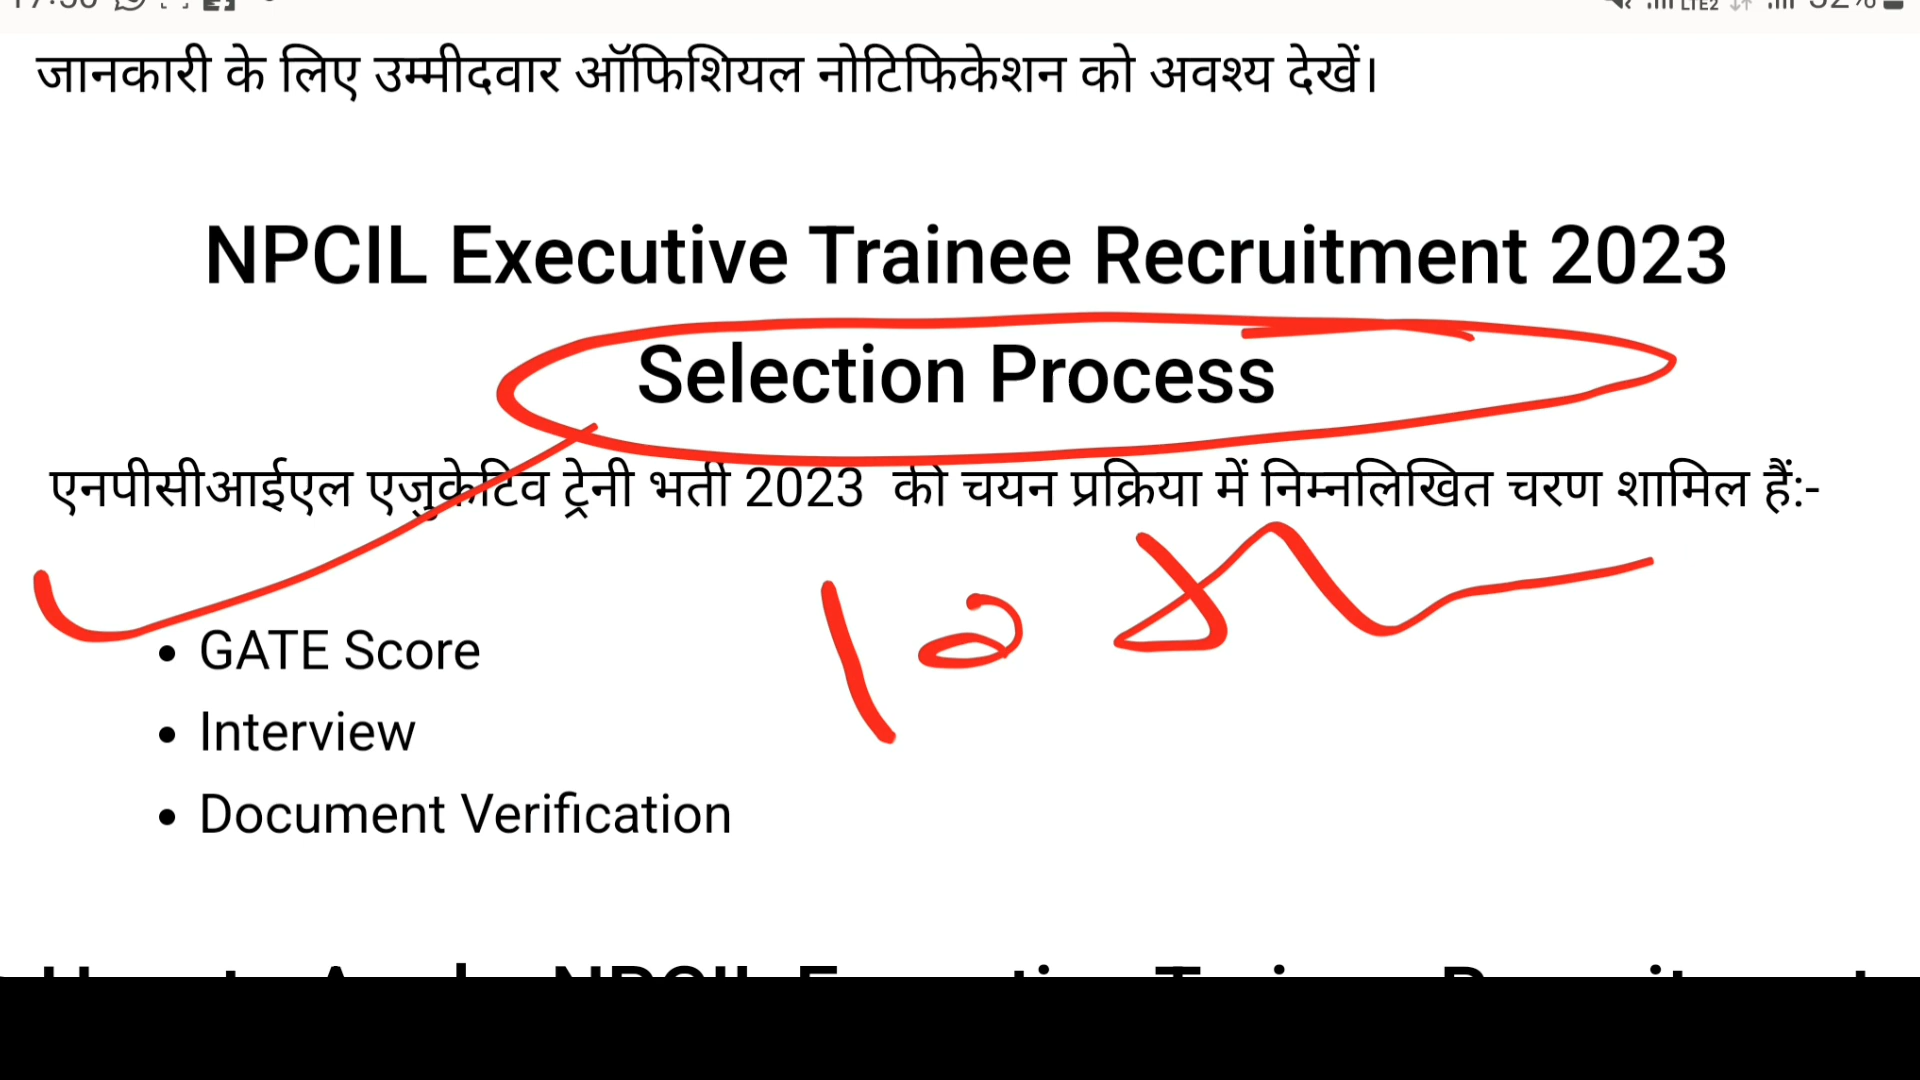 जानकारी के लिए उम्मीदवार ऑफिशियल नोटिफिकेशन को अवश्य देखें।
NPCIL Executive Trainee Recruitment 2023
Selection Process
एनपीसीआईएल एजुकेटिव ट्रेनी भर्ती 2023 की चयन प्रक्रिया में निम्नलिखित चरण शामिल हैं:-
• GATE Score
• Interview
• Document Verification